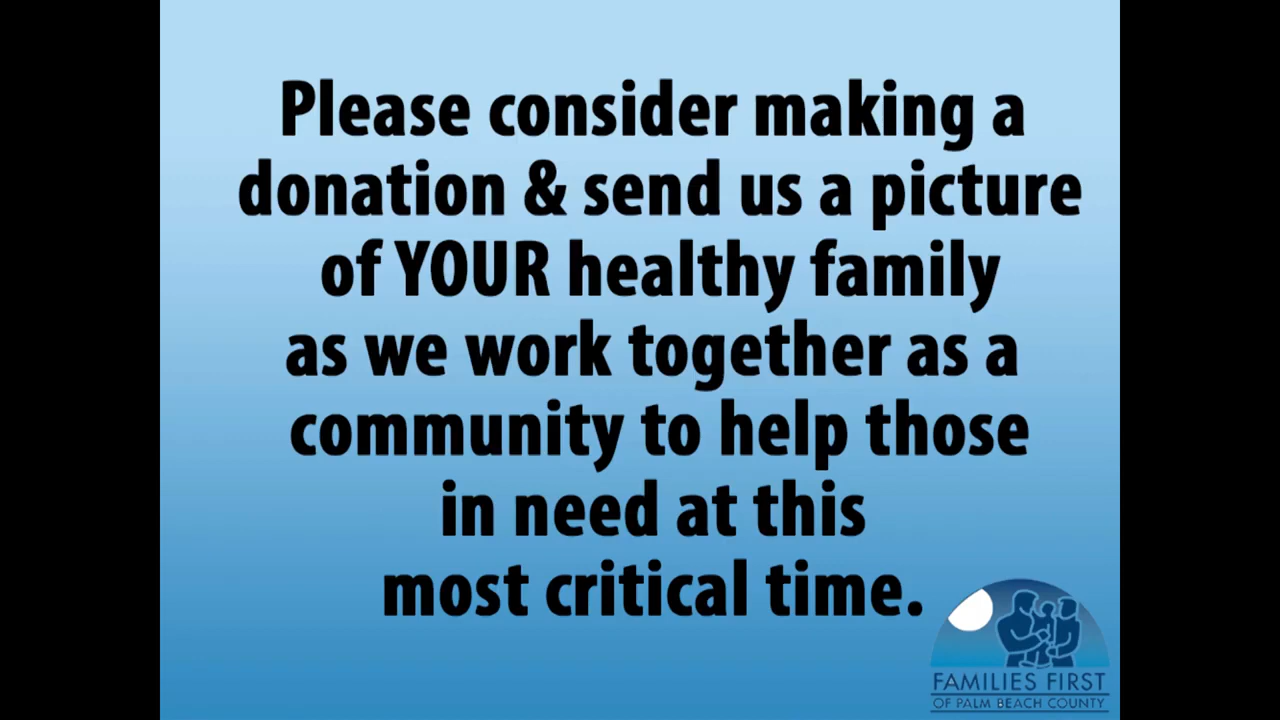 Please consider making a
donation & send us a picture
of YOUR healthy family
as we work together as a
community to help those
in need at this
most critical time.
FAMILIES FIRST
OF PALM BEACH COUNTY